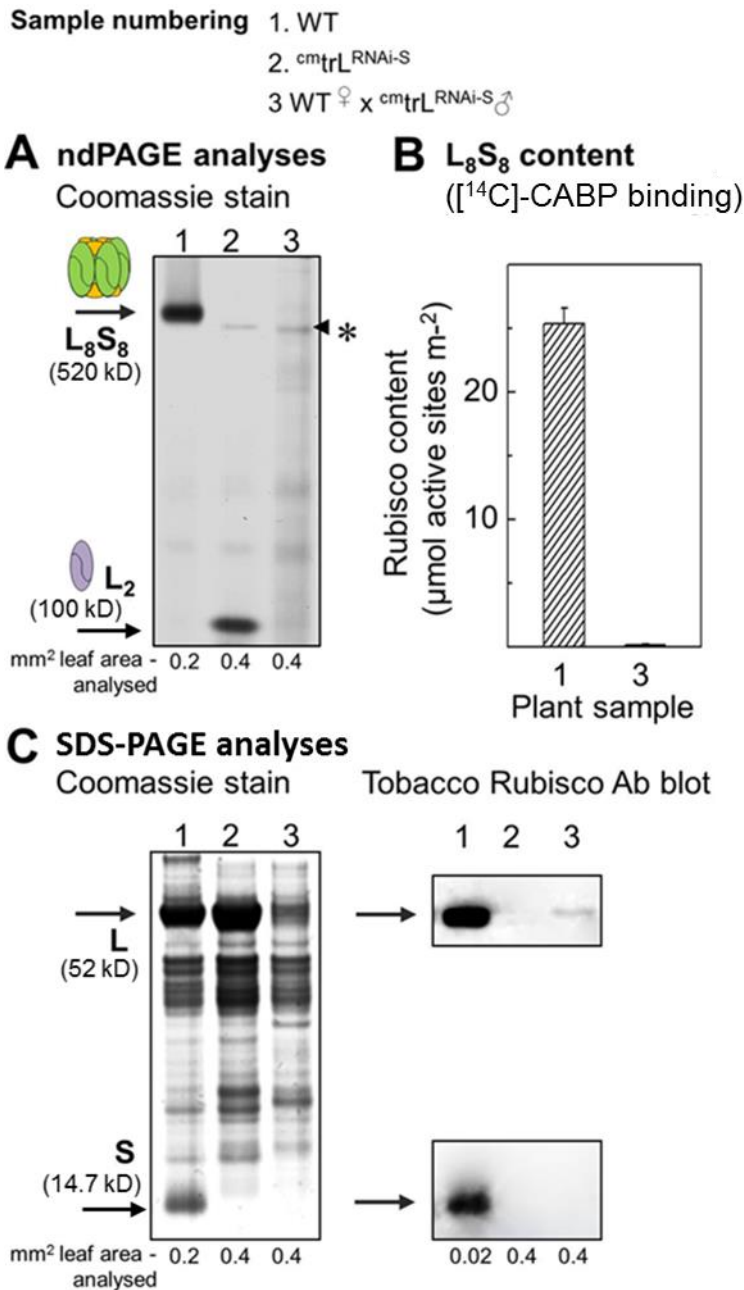 Sample numbering 1. WT
2. ᶜᵐtrL^RNAi-S
3 WT ♀ x ᶜᵐtrL^RNAi-S♂
A ndPAGE analyses
Coomassie stain
1 2 3
L₈S₈
(520 kD)
*
L₂
(100 kD)
mm² leaf area - 0.2 0.4 0.4
analysed
B L₈S₈ content
([¹⁴C]-CABP binding)
Rubisco content
(µmol active sites m⁻²)
20
10
1 3
Plant sample
C SDS-PAGE analyses
Coomassie stain
1 2 3
L
(52 kD)
S
(14.7 kD)
mm² leaf area - 0.2 0.4 0.4
analysed
Tobacco Rubisco Ab blot
1 2 3
0.02 0.4 0.4